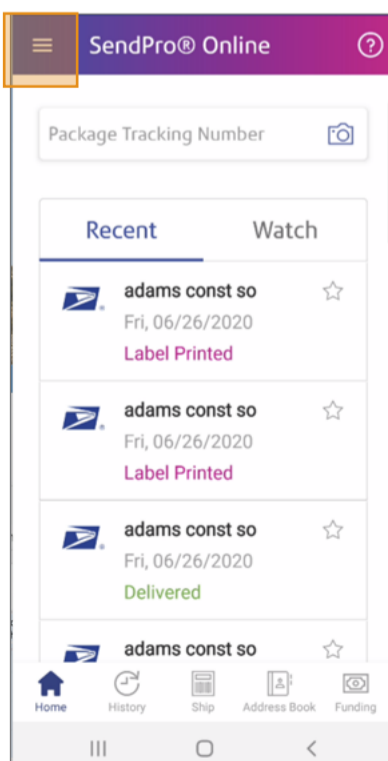 SendPro® Online
Package Tracking Number
Recent Watch
adams const so
Fri, 06/26/2020
Label Printed
adams const so
Fri, 06/26/2020
Label Printed
adams const so
Fri, 06/26/2020
Delivered
adams const so
Home History Ship Address Book Funding